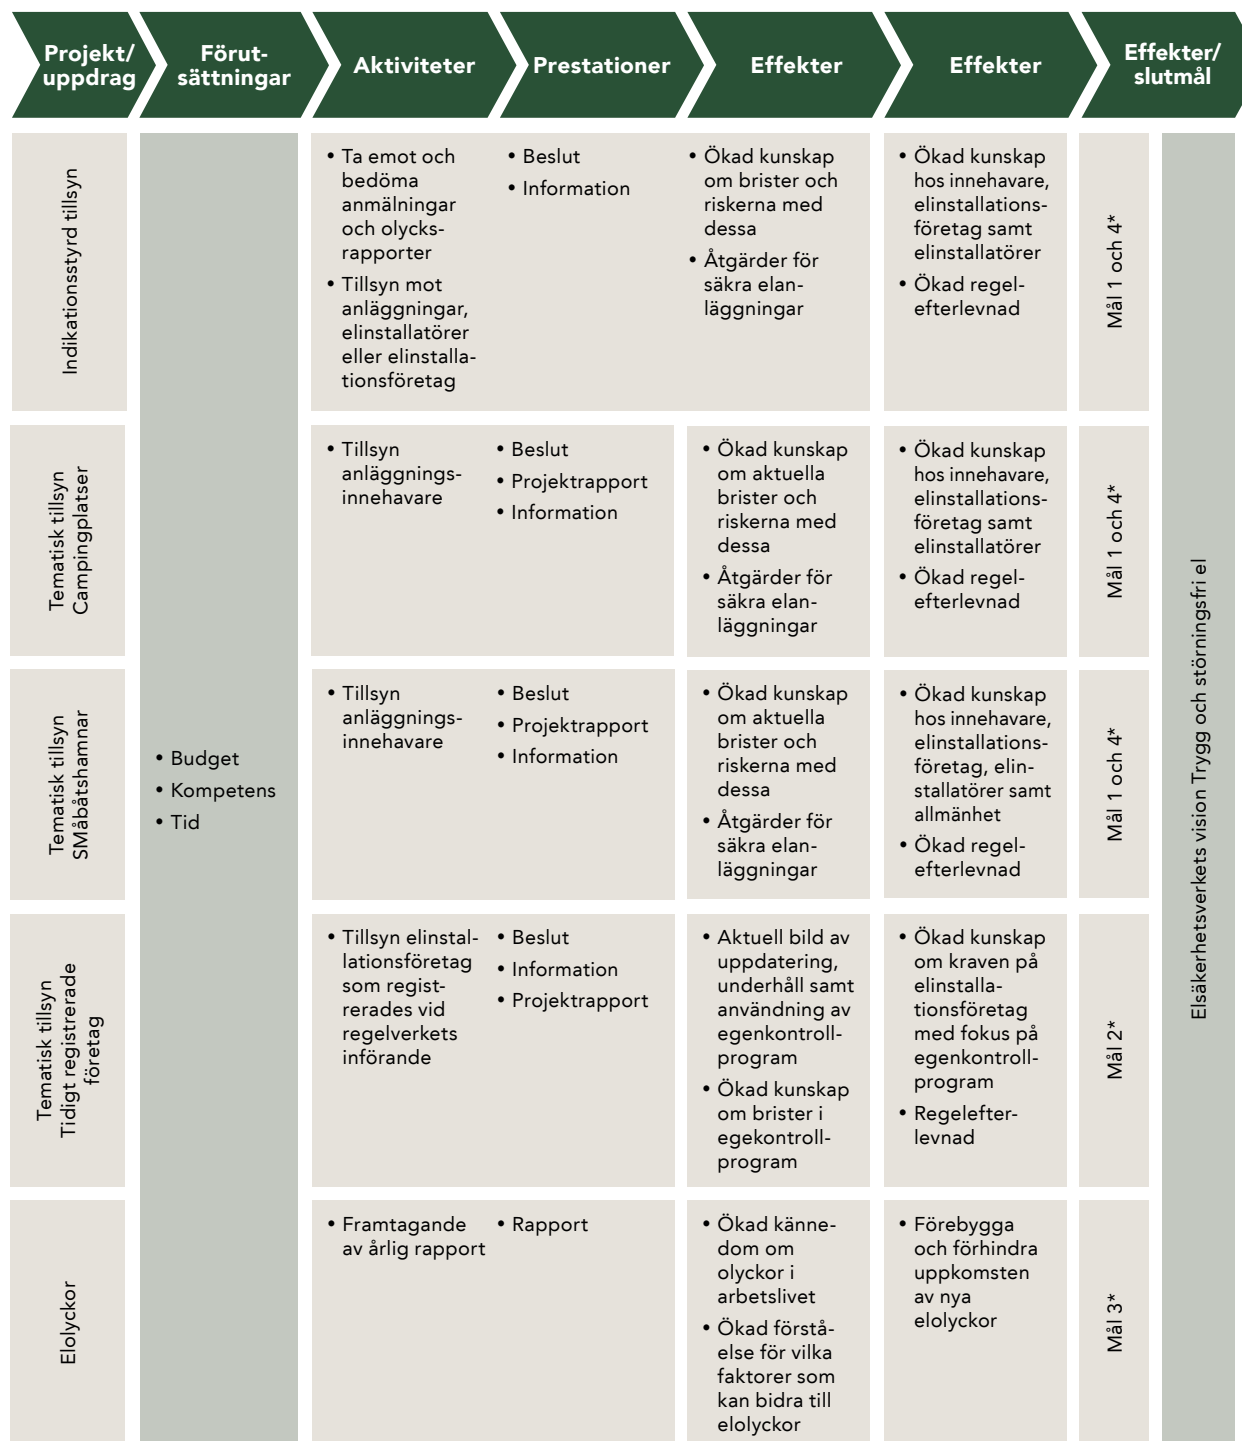 Projekt/
uppdrag
Förut-
sättningar
Aktiviteter
Prestationer
Effekter
Effekter
Effekter/
slutmål
Indikationsstyrd tillsyn
• Ta emot och
bedöma
anmälningar
och olycks-
rapporter
• Tillsyn mot
anläggningar,
elinstallatörer
eller elinstalla-
tionsföretag
• Beslut
• Information
• Ökad kunskap
om brister och
riskerna med
dessa
• Åtgärder för
säkra elan-
läggningar
• Ökad kunskap
hos innehavare,
elinstallations-
företag samt
elinstallatörer
• Ökad regel-
efterlevnad
Mål 1 och 4*
Tematisk tillsyn
Campingplatser
• Tillsyn
anläggnings-
innehavare
• Beslut
• Projektrapport
• Information
• Ökad kunskap
om aktuella
brister och
riskerna med
dessa
• Åtgärder för
säkra elan-
läggningar
• Ökad kunskap
hos innehavare,
elinstallations-
företag samt
elinstallatörer
• Ökad regel-
efterlevnad
Mål 1 och 4*
Tematisk tillsyn
SMåbåtshamnar
• Budget
• Kompetens
• Tid
• Tillsyn
anläggnings-
innehavare
• Beslut
• Projektrapport
• Information
• Ökad kunskap
om aktuella
brister och
riskerna med
dessa
• Åtgärder för
säkra elan-
läggningar
• Ökad kunskap
hos innehavare,
elinstallations-
företag, elin-
stallatörer samt
allmänhet
• Ökad regel-
efterlevnad
Mål 1 och 4*
Elsäkerhetsverkets vision Trygg och störningsfri el
Tematisk tillsyn
Tidigt registrerade
företag
• Tillsyn elinstal-
lationsföretag
som regist-
rerades vid
regelverkets
införande
• Beslut
• Information
• Projektrapport
• Aktuell bild av
uppdatering,
underhåll samt
användning av
egenkontroll-
program
• Ökad kunskap
om brister i
egekontroll-
program
• Ökad kunskap
om kraven på
elinstalla-
tionsföretag
med fokus på
egenkontroll-
program
• Regelefter-
levnad
Mål 2*
Elolyckor
• Framtagande
av årlig rapport
• Rapport
• Ökad känne-
dom om
olyckor i
arbetslivet
• Ökad förstå-
else för vilka
faktorer som
kan bidra till
elolyckor
• Förebygga
och förhindra
uppkomsten
av nya
elolyckor
Mål 3*